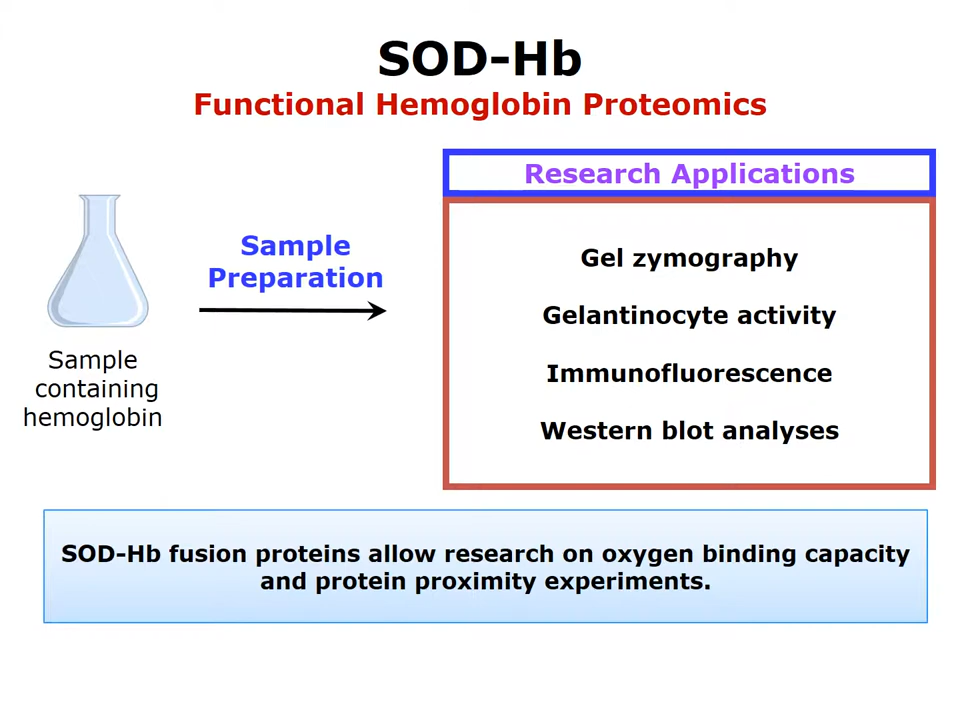 SOD-Hb
Functional Hemoglobin Proteomics
Research Applications
Sample
Preparation
Sample
containing
hemoglobin
Gel zymography
Gelantinocyte activity
Immunofluorescence
Western blot analyses
SOD-Hb fusion proteins allow research on oxygen binding capacity
and protein proximity experiments.